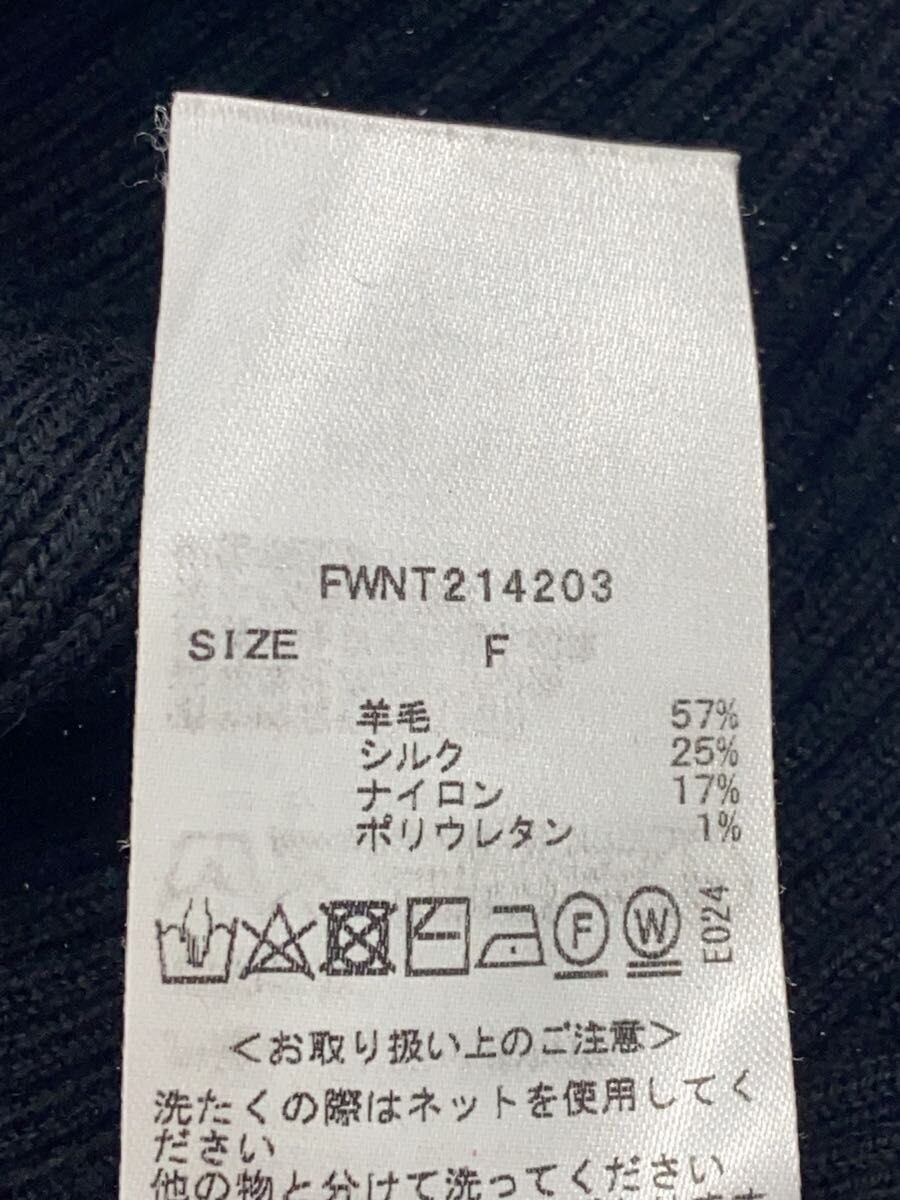 FWNT214203
SIZE F
羊毛 57%
シルク 25%
ナイロン 17%
ポリウレタン 1%
F W E024
<お取り扱い上のご注意>
洗たくの際はネットを使用してく
ださい
他の物と分けて洗ってください